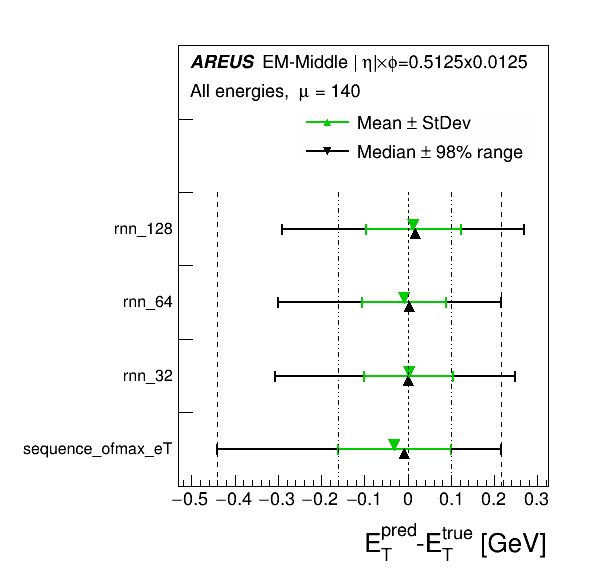 AREUS EM-Middle | η|×φ=0.5125x0.0125
All energies, μ = 140
Mean ± StDev
Median ± 98% range
rnn_128
rnn_64
rnn_32
sequence_ofmax_eT
−0.5 −0.4 −0.3 −0.2 −0.1 0 0.1 0.2 0.3
E_T^pred-E_T^true [GeV]